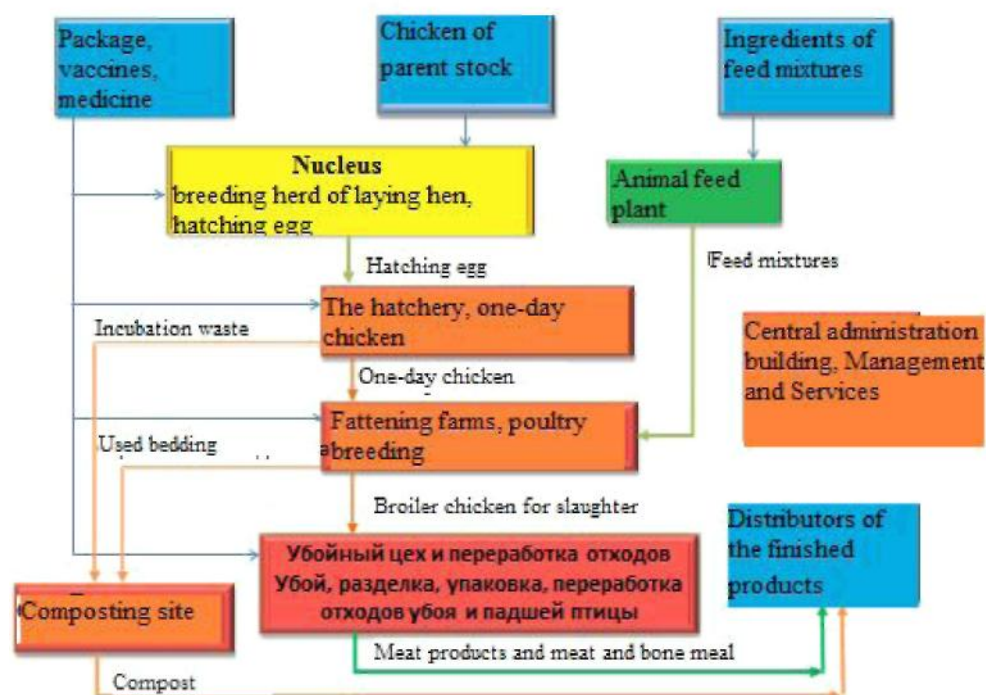 Package,
vaccines,
medicine
Chicken of
parent stock
Ingredients of
feed mixtures
Nucleus
breeding herd of laying hen,
hatching egg
Animal feed
plant
Hatching egg
Feed mixtures
The hatchery, one-day
chicken
Incubation waste
Central administration
building, Management
and Services
One-day chicken
Fattening farms, poultry
breeding
Used bedding
Broiler chicken for slaughter
Distributors of
the finished
products
Убойный цех и переработка отходов
Убой, разделка, упаковка, переработка
отходов убоя и падшей птицы
Composting site
Meat products and meat and bone meal
Compost